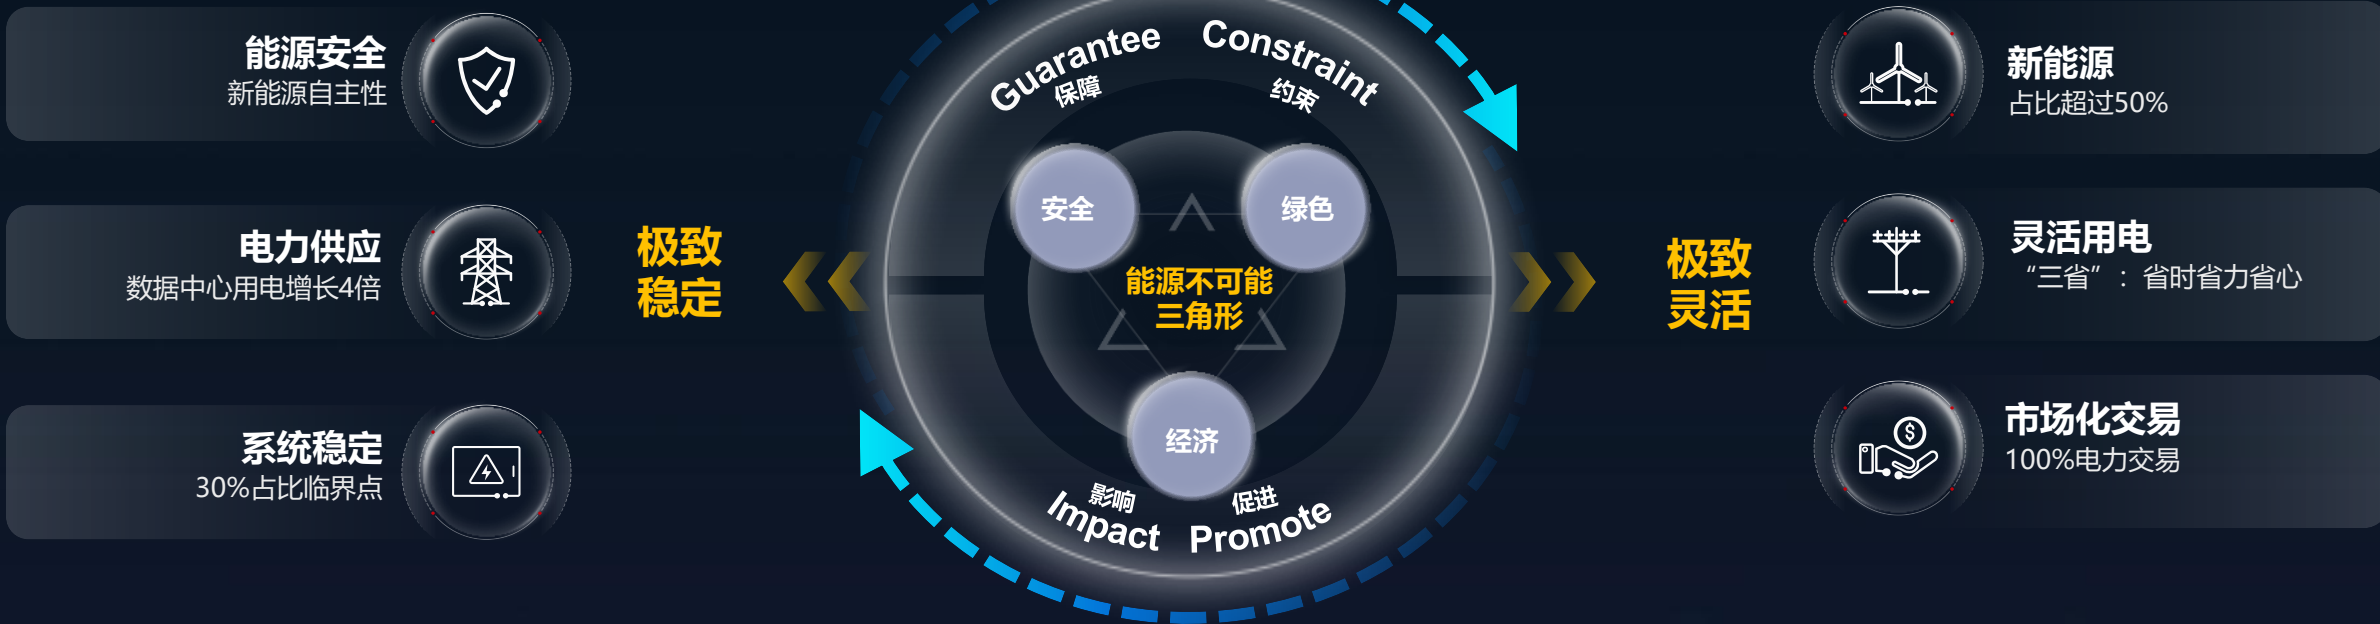 能源安全
新能源自主性
电力供应
数据中心用电增长4倍
系统稳定
30%占比临界点
极致
稳定
Guarantee
保障
Constraint
约束
安全
绿色
能源不可能
三角形
经济
影响
Impact
促进
Promote
极致
灵活
新能源
占比超过50%
灵活用电
“三省”：省时省力省心
市场化交易
100%电力交易